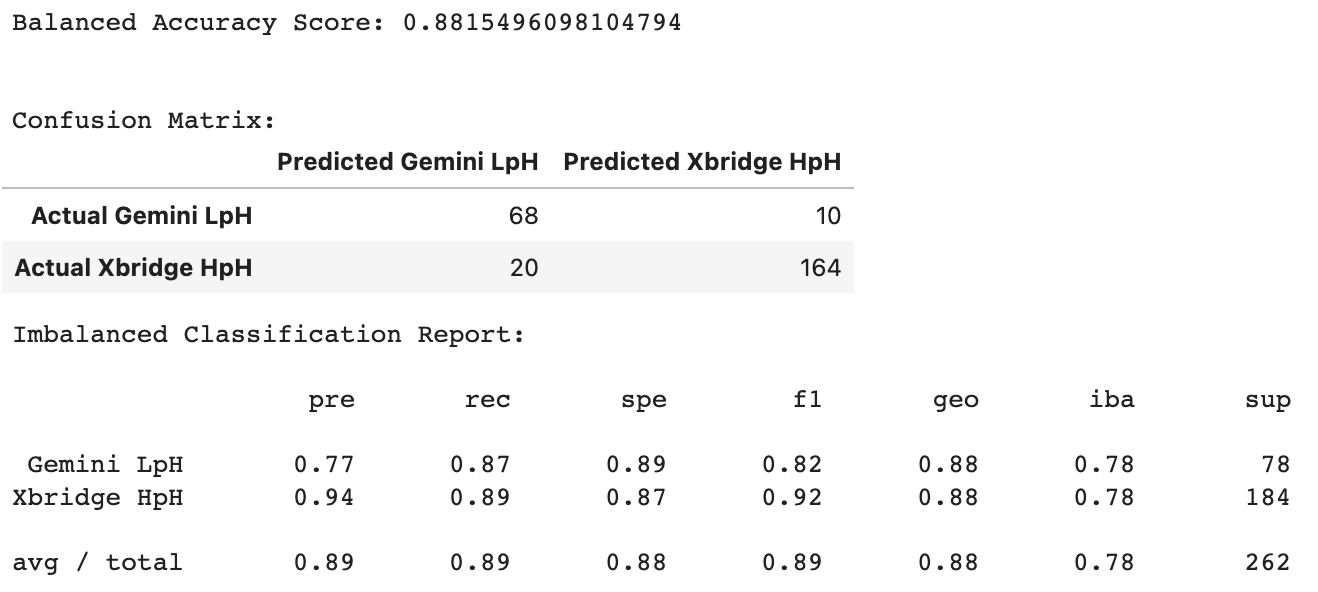 Balanced Accuracy Score: 0.8815496098104794
Confusion Matrix:
Predicted Gemini LpH Predicted Xbridge HpH
Actual Gemini LpH 68 10
Actual Xbridge HpH 20 164
Imbalanced Classification Report:
pre rec spe f1 geo iba sup
Gemini LpH 0.77 0.87 0.89 0.82 0.88 0.78 78
Xbridge HpH 0.94 0.89 0.87 0.92 0.88 0.78 184
avg / total 0.89 0.89 0.88 0.89 0.88 0.78 262